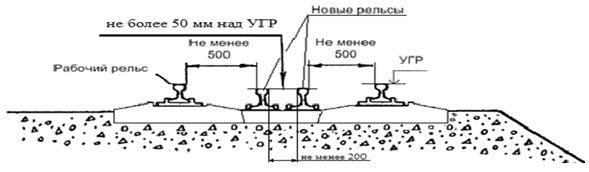 Новые рельсы
не более 50 мм над УГР
Не менее
500
Не менее
500
Рабочий рельс
УГР
не менее 200